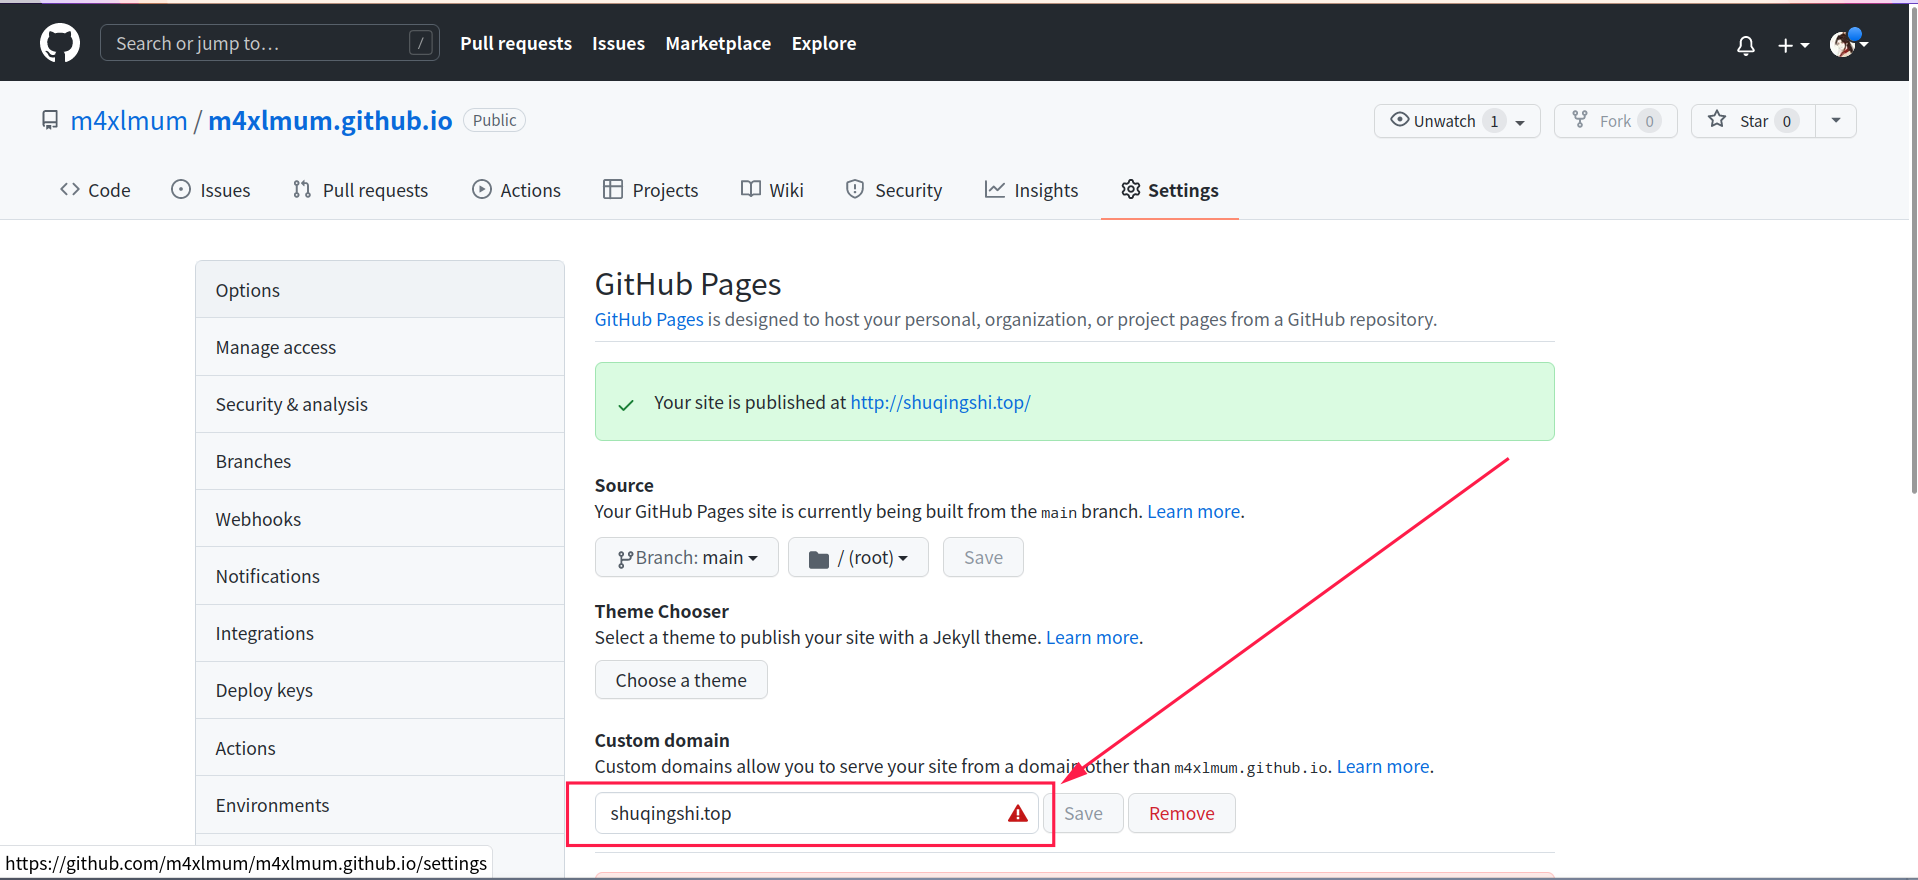 Search or jump to… /
Pull requests Issues Marketplace Explore
m4xlmum / m4xlmum.github.io Public
Unwatch 1 Fork 0 Star 0
Code Issues Pull requests Actions Projects Wiki Security Insights Settings
Options
Manage access
Security & analysis
Branches
Webhooks
Notifications
Integrations
Deploy keys
Actions
Environments
GitHub Pages
GitHub Pages is designed to host your personal, organization, or project pages from a GitHub repository.
Your site is published at http://shuqingshi.top/
Source
Your GitHub Pages site is currently being built from the main branch. Learn more.
Branch: main / (root) Save
Theme Chooser
Select a theme to publish your site with a Jekyll theme. Learn more.
Choose a theme
Custom domain
Custom domains allow you to serve your site from a domain other than m4xlmum.github.io. Learn more.
shuqingshi.top Save Remove
https://github.com/m4xlmum/m4xlmum.github.io/settings